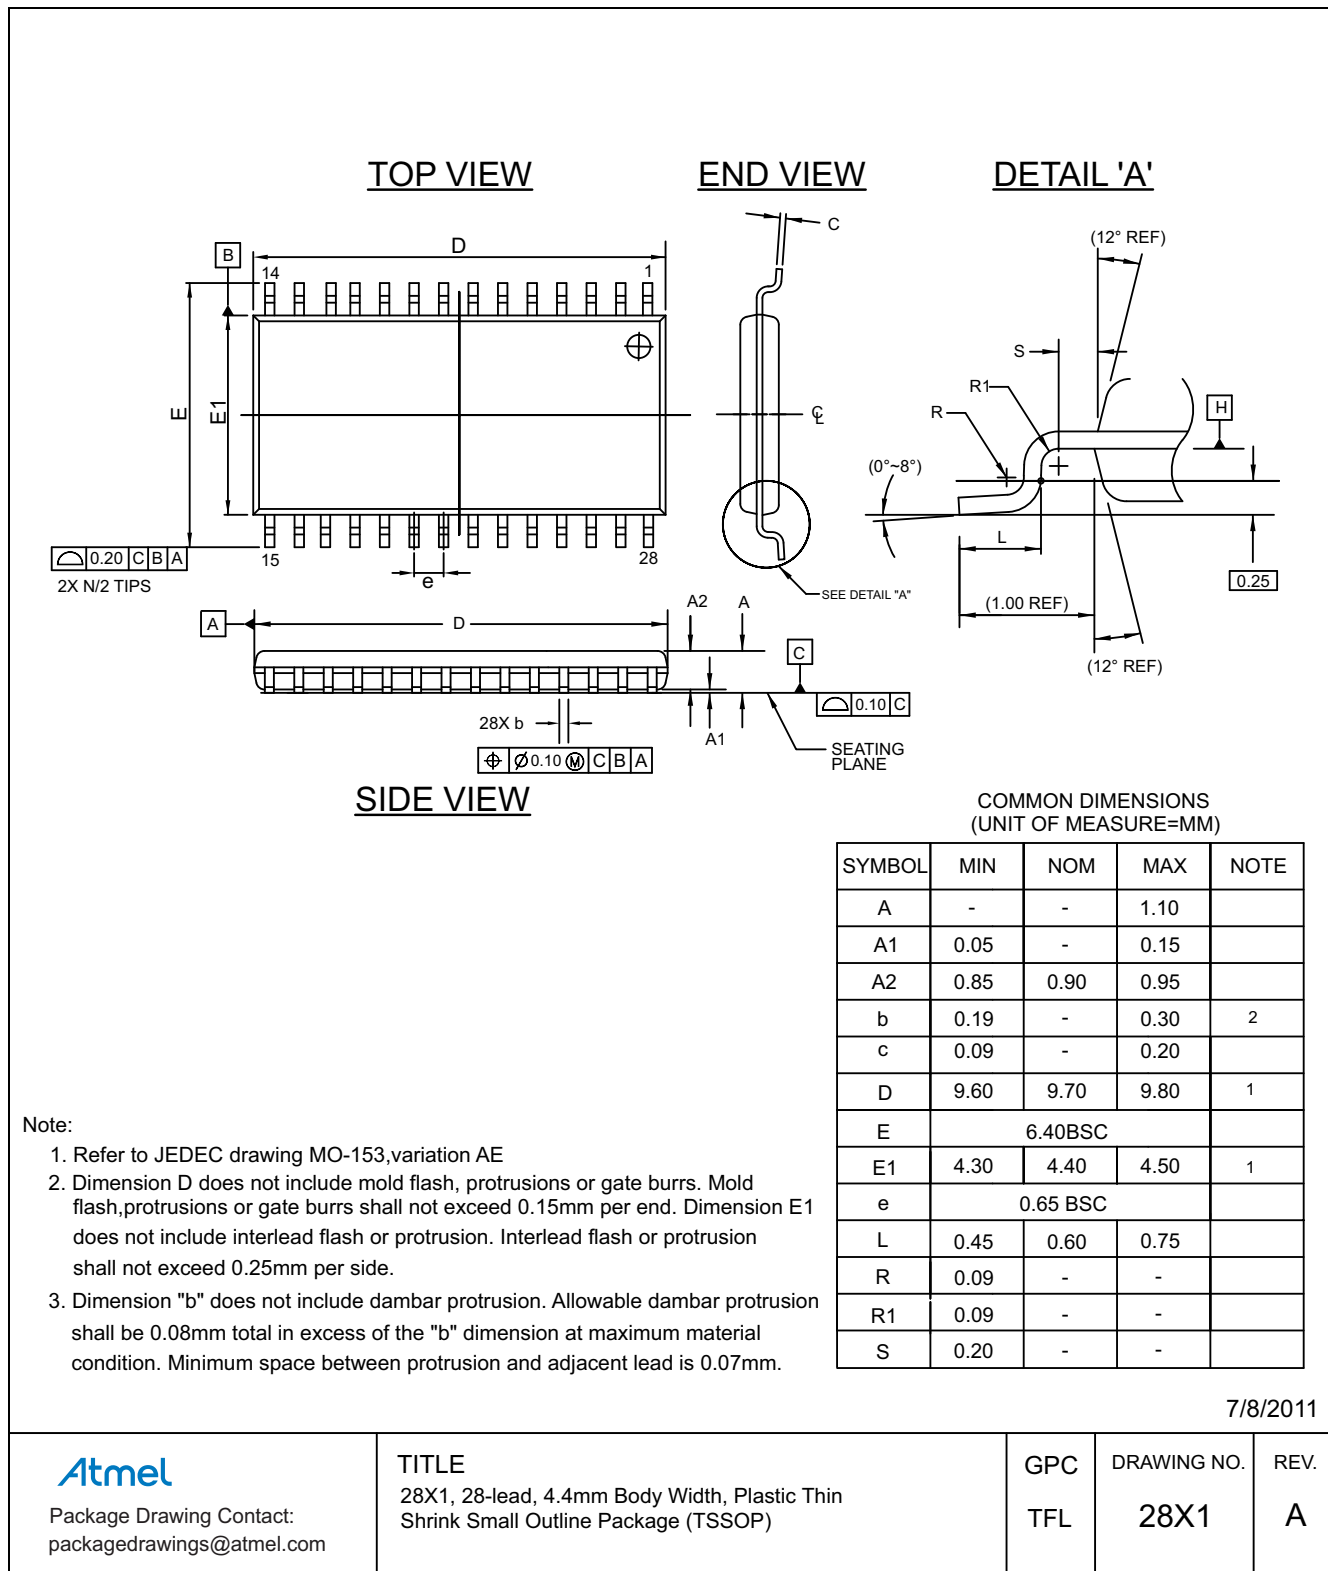 TOP VIEW
END VIEW
DETAIL 'A'
C
(12° REF)
B
D
14
1
S
R1
R
H
E
E1
C
L
(0°~8°)
L
0.25
15
28
0.20 C B A
2X N/2 TIPS
e
SEE DETAIL "A"
(1.00 REF)
(12° REF)
A
D
A2
A
C
0.10 C
28X b
A1
SEATING
PLANE
Ø 0.10 M C B A
SIDE VIEW
COMMON DIMENSIONS
(UNIT OF MEASURE=MM)
SYMBOL MIN NOM MAX NOTE
A - - 1.10
A1 0.05 - 0.15
A2 0.85 0.90 0.95
b 0.19 - 0.30 2
c 0.09 - 0.20
D 9.60 9.70 9.80 1
E 6.40BSC
E1 4.30 4.40 4.50 1
e 0.65 BSC
L 0.45 0.60 0.75
R 0.09 - -
R1 0.09 - -
S 0.20 - -
Note:
1. Refer to JEDEC drawing MO-153,variation AE
2. Dimension D does not include mold flash, protrusions or gate burrs. Mold
flash,protrusions or gate burrs shall not exceed 0.15mm per end. Dimension E1
does not include interlead flash or protrusion. Interlead flash or protrusion
shall not exceed 0.25mm per side.
3. Dimension "b" does not include dambar protrusion. Allowable dambar protrusion
shall be 0.08mm total in excess of the "b" dimension at maximum material
condition. Minimum space between protrusion and adjacent lead is 0.07mm.
7/8/2011
Atmel
Package Drawing Contact:
packagedrawings@atmel.com
TITLE
28X1, 28-lead, 4.4mm Body Width, Plastic Thin
Shrink Small Outline Package (TSSOP)
GPC
TFL
DRAWING NO.
28X1
REV.
A